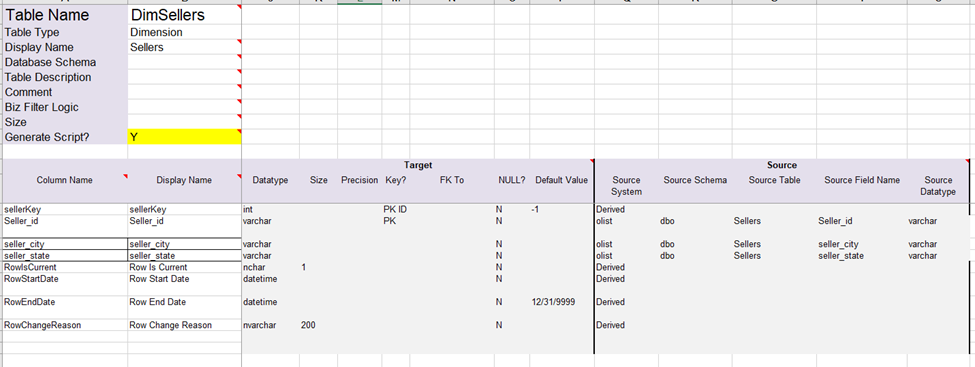 Table Name DimSellers
Table Type Dimension
Display Name Sellers
Database Schema
Table Description
Comment
Biz Filter Logic
Size
Generate Script? Y
Target Source
Column Name Display Name Datatype Size Precision Key? FK To NULL? Default Value Source System Source Schema Source Table Source Field Name Source Datatype
sellerKey sellerKey int PK ID N -1 Derived
Seller_id Seller_id varchar PK N olist dbo Sellers Seller_id varchar
seller_city seller_city varchar N olist dbo Sellers seller_city varchar
seller_state seller_state varchar N olist dbo Sellers seller_state varchar
RowIsCurrent Row Is Current nchar 1 N Derived
RowStartDate Row Start Date datetime N Derived
RowEndDate Row End Date datetime N 12/31/9999 Derived
RowChangeReason Row Change Reason nvarchar 200 N Derived